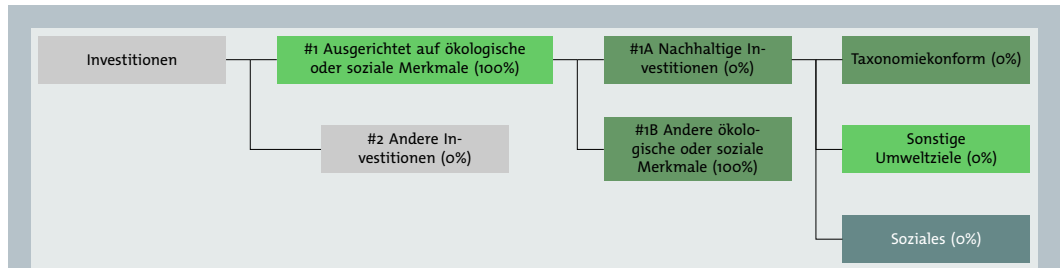 Investitionen
#1 Ausgerichtet auf ökologische
oder soziale Merkmale (100%)
#1A Nachhaltige In-
vestitionen (0%)
Taxonomiekonform (0%)
#2 Andere In-
vestitionen (0%)
#1B Andere ökolo-
gische oder soziale
Merkmale (100%)
Sonstige
Umweltziele (0%)
Soziales (0%)